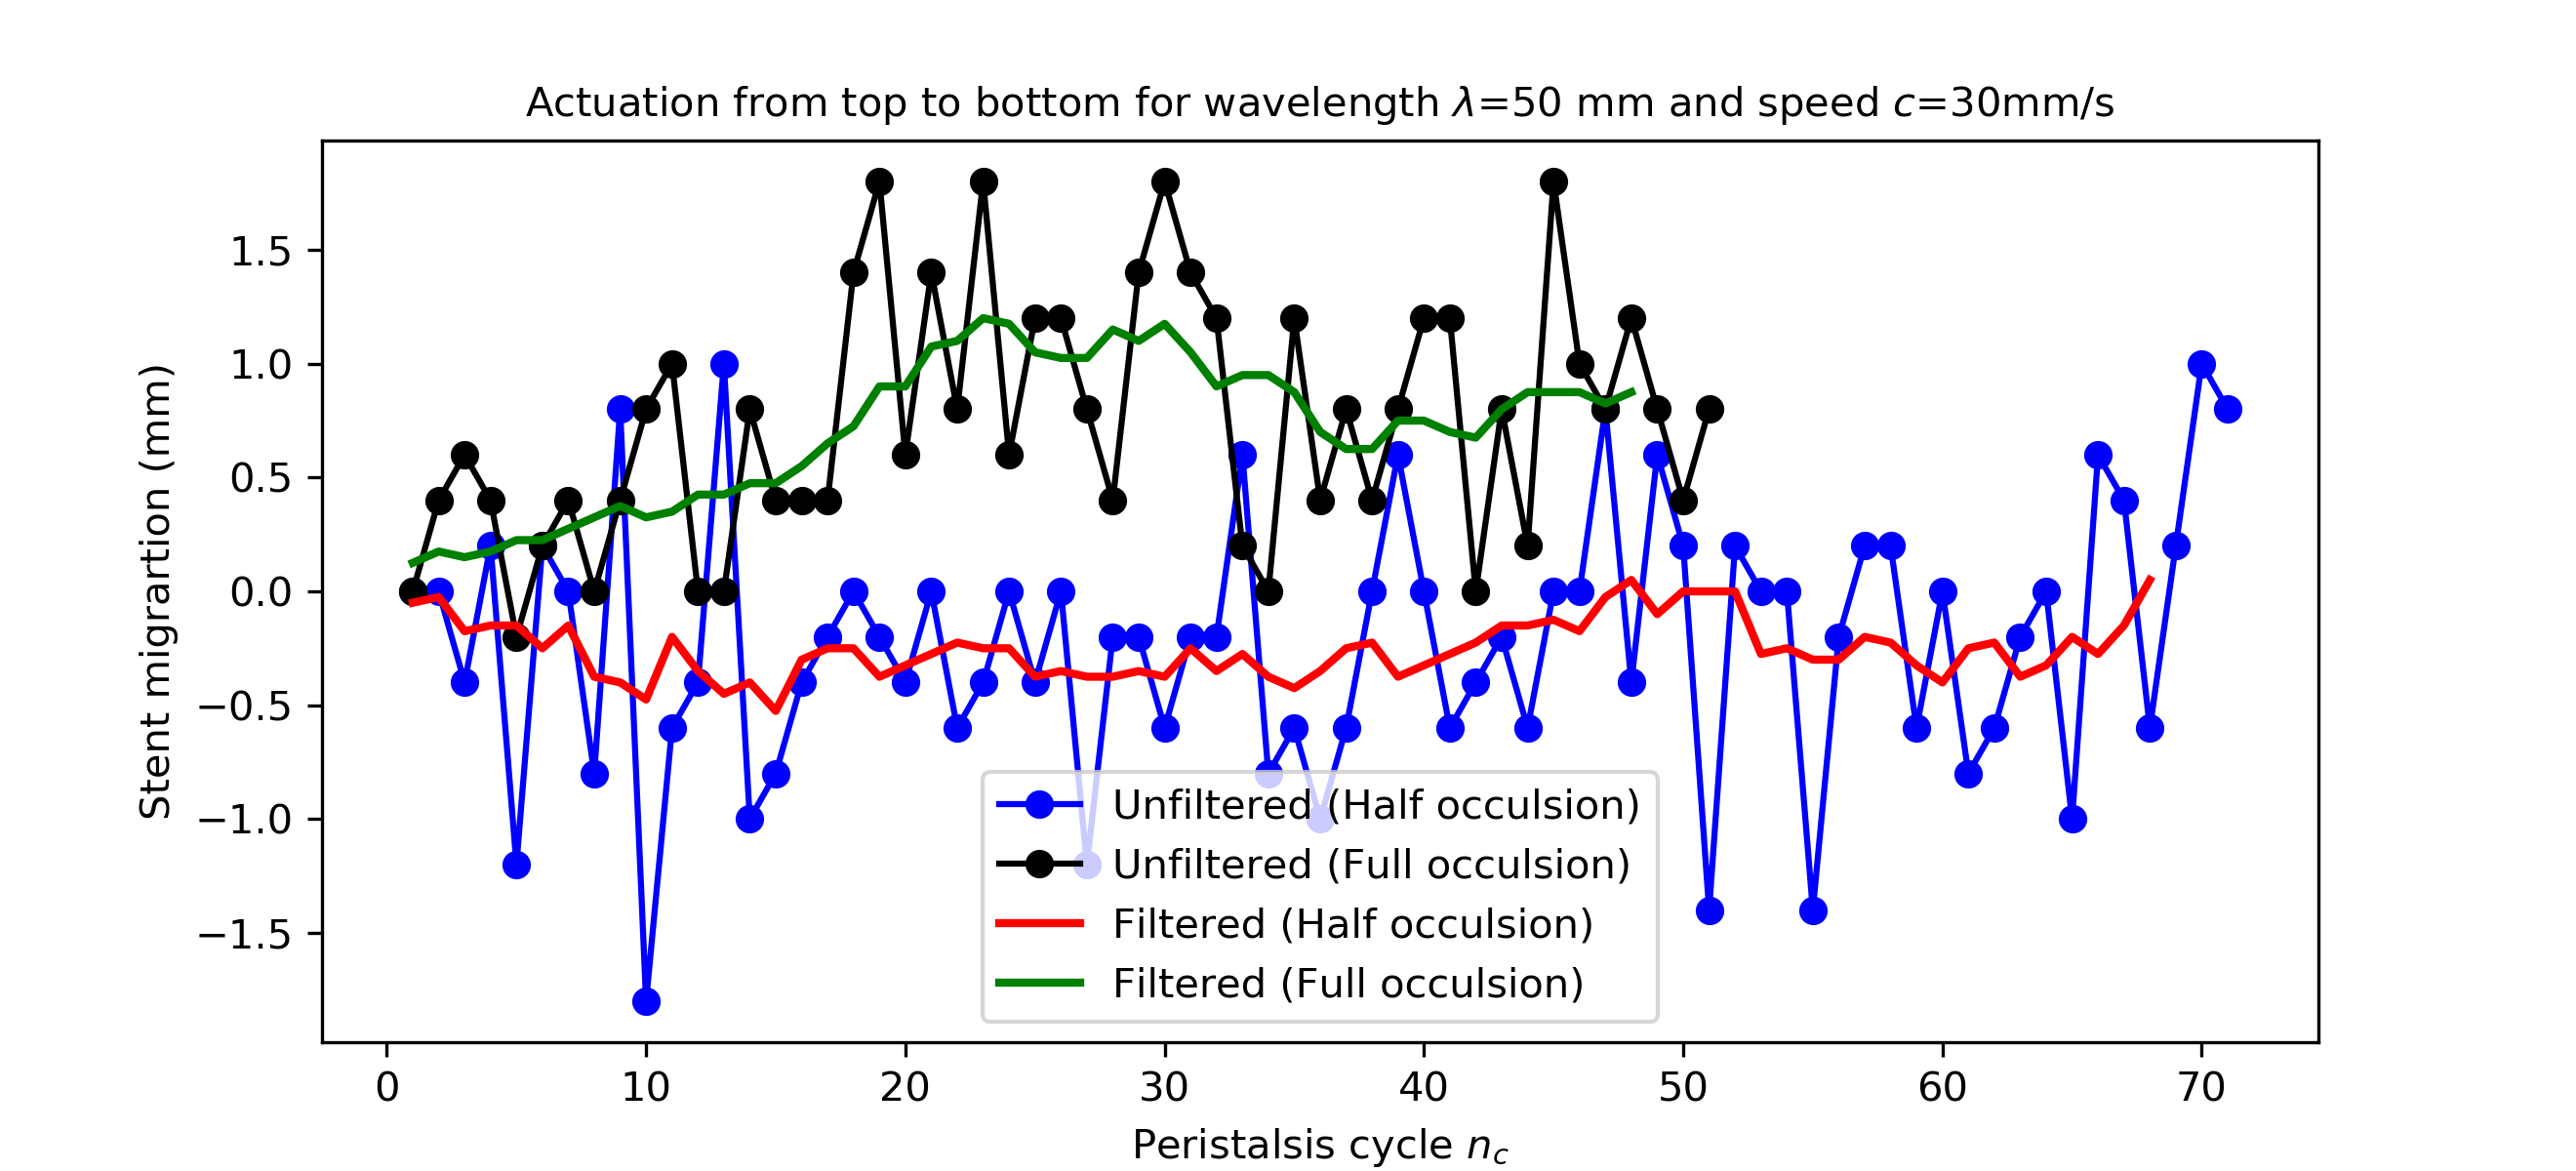 Actuation from top to bottom for wavelength λ=50 mm and speed c=30mm/s
Stent migrartion (mm)
1.5
1.0
0.5
0.0
−0.5
−1.0
−1.5
Unfiltered (Half occulsion)
Unfiltered (Full occulsion)
Filtered (Half occulsion)
Filtered (Full occulsion)
0 10 20 30 40 50 60 70
Peristalsis cycle n_c